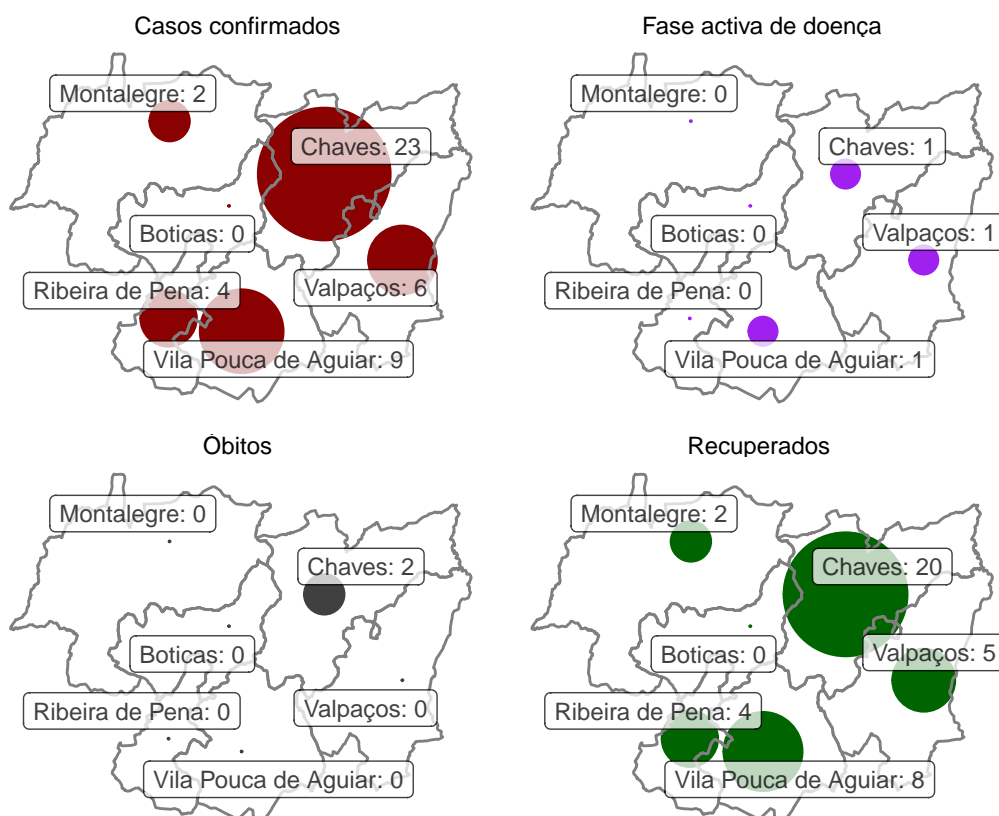 Casos confirmados
Montalegre: 2
Chaves: 23
Boticas: 0
Ribeira de Pena: 4
Valpaços: 6
Vila Pouca de Aguiar: 9
Fase activa de doença
Montalegre: 0
Chaves: 1
Valpaços: 1
Boticas: 0
Ribeira de Pena: 0
Vila Pouca de Aguiar: 1
Óbitos
Montalegre: 0
Chaves: 2
Boticas: 0
Ribeira de Pena: 0
Valpaços: 0
Vila Pouca de Aguiar: 0
Recuperados
Montalegre: 2
Chaves: 20
Valpaços: 5
Boticas: 0
Ribeira de Pena: 4
Vila Pouca de Aguiar: 8